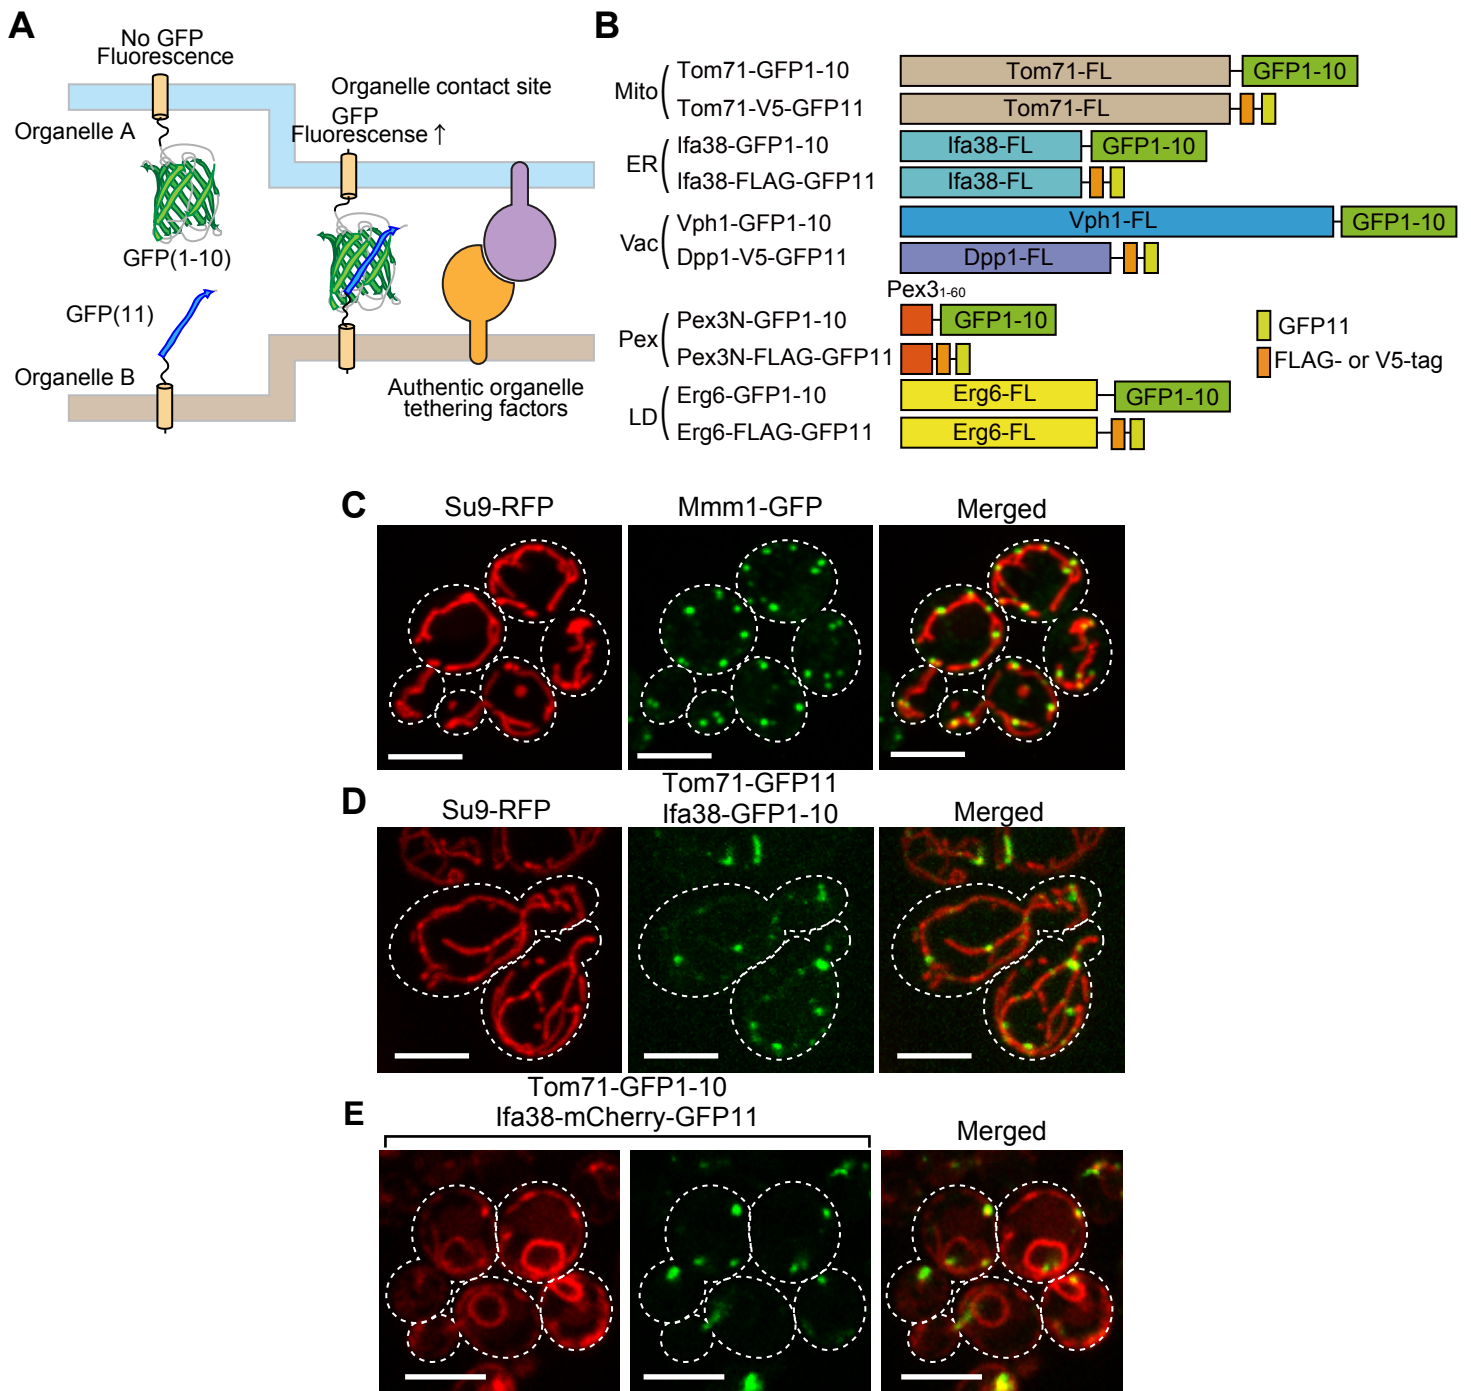 A
No GFP
Fluorescence
Organelle contact site
GFP
Fluorescense ↑
Organelle A
GFP(1-10)
GFP(11)
Organelle B
Authentic organelle
tethering factors
B
Mito
Tom71-GFP1-10
Tom71-FL
GFP1-10
Tom71-V5-GFP11
Tom71-FL
ER
Ifa38-GFP1-10
Ifa38-FL
GFP1-10
Ifa38-FLAG-GFP11
Ifa38-FL
Vac
Vph1-GFP1-10
Vph1-FL
GFP1-10
Dpp1-V5-GFP11
Dpp1-FL
Pex3₁₋₆₀
Pex
Pex3N-GFP1-10
GFP1-10
Pex3N-FLAG-GFP11
LD
Erg6-GFP1-10
Erg6-FL
GFP1-10
Erg6-FLAG-GFP11
Erg6-FL
GFP11
FLAG- or V5-tag
C
Su9-RFP
Mmm1-GFP
Merged
D
Su9-RFP
Tom71-GFP11
Ifa38-GFP1-10
Merged
E
Tom71-GFP1-10
Ifa38-mCherry-GFP11
Merged